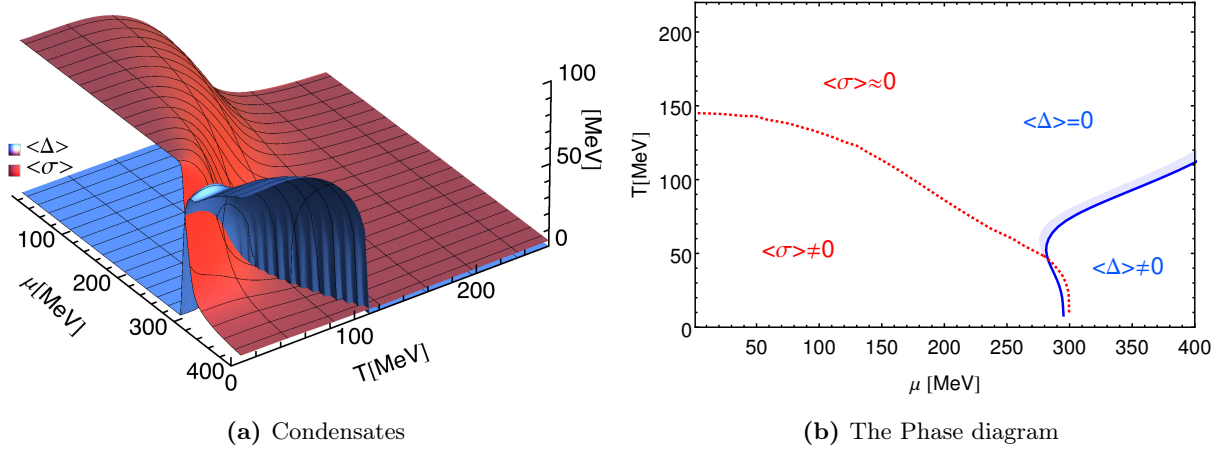 100
[MeV]
50
0
<Δ>
<σ>
100
200
300
400
μ[MeV]
0
100
200
T[MeV]
(a) Condensates
200
150
100
50
0
T[MeV]
<σ>≈0
<Δ>=0
<σ>≠0
<Δ>≠0
50 100 150 200 250 300 350 400
μ [MeV]
(b) The Phase diagram